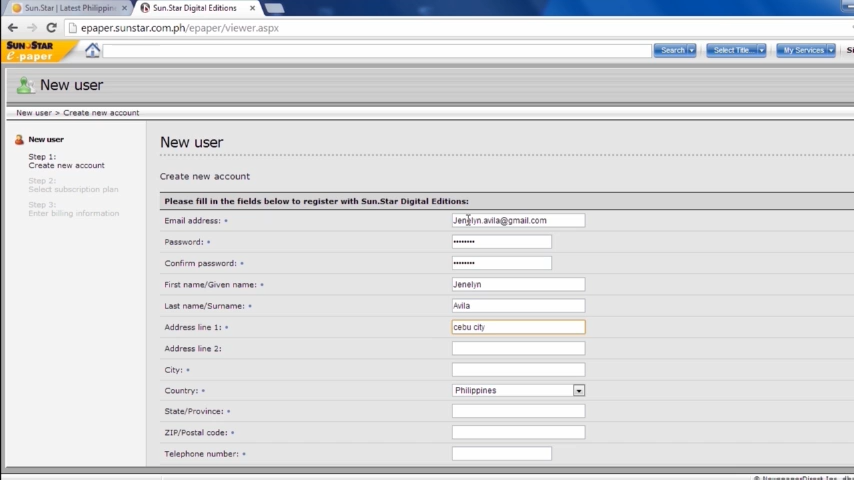 Sun.Star | Latest Philippin
Sun.Star Digital Editions
epaper.sunstar.com.ph/epaper/viewer.aspx
SUN STAR
e-paper
Search
Select Title...
My Services
Si
New user
New user > Create new account
New user
Step 1:
Create new account
Step 2:
Select subscription plan
Step 3:
Enter billing information
New user
Create new account
Please fill in the fields below to register with Sun.Star Digital Editions:
Email address: * Jenelyn.avila@gmail.com
Password: * ••••••••
Confirm password: * ••••••••
First name/Given name: * Jenelyn
Last name/Surname: * Avila
Address line 1: * cebu city
Address line 2:
City: *
Country: * Philippines
State/Province: *
ZIP/Postal code: *
Telephone number: *